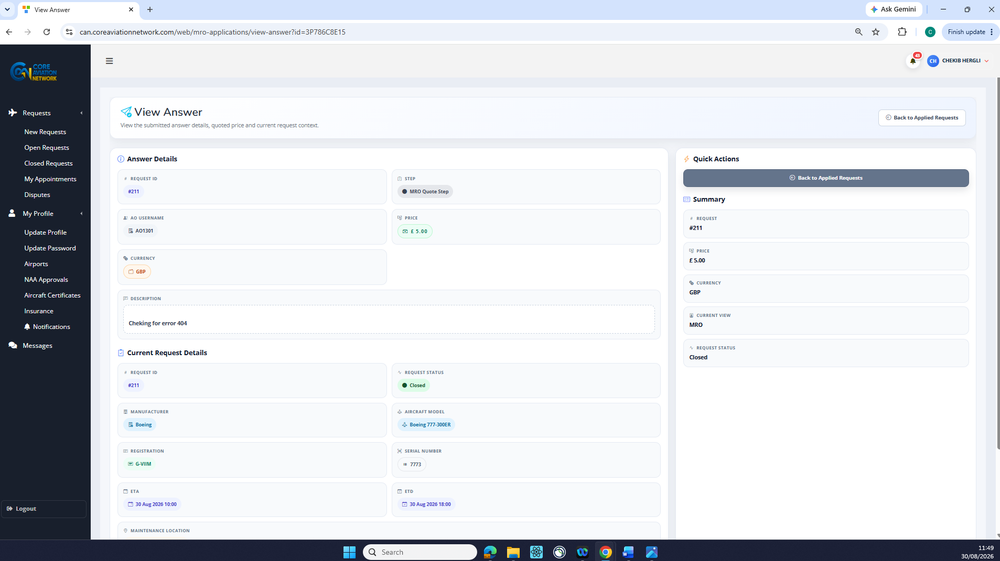 View Answer
Ask Gemini
can.coreaviationnetwork.com/web/mro-applications/view-answer?id=3P786C8E15
C
Finish update
CORE
AVIATION
NETWORK
43
CH
CHEKIB HERGLI
Requests
New Requests
Open Requests
Closed Requests
My Appointments
Disputes
My Profile
Update Profile
Update Password
Airports
NAA Approvals
Aircraft Certificates
Insurance
Notifications
Messages
Logout
View Answer
View the submitted answer details, quoted price and current request context.
Back to Applied Requests
Answer Details
# REQUEST ID
#211
STEP
MRO Quote Step
AO USERNAME
AO1301
PRICE
£ 5.00
CURRENCY
GBP
DESCRIPTION
Cheking for error 404
Current Request Details
# REQUEST ID
#211
REQUEST STATUS
Closed
MANUFACTURER
Boeing
AIRCRAFT MODEL
Boeing 777-300ER
REGISTRATION
G-VIIM
SERIAL NUMBER
7773
ETA
30 Aug 2026 10:00
ETD
30 Aug 2026 18:00
MAINTENANCE LOCATION
Quick Actions
Back to Applied Requests
Summary
# REQUEST
#211
PRICE
£ 5.00
CURRENCY
GBP
CURRENT VIEW
MRO
REQUEST STATUS
Closed
Search
11:49
30/08/2026